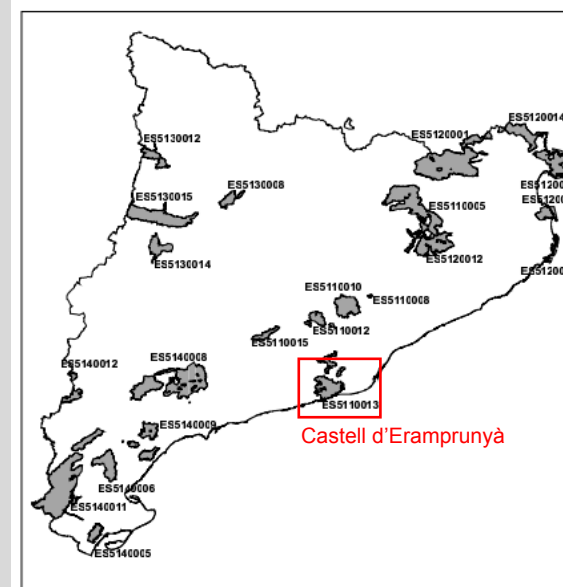 ES5120014
ES5120001
ES5130012
ES5130008
ES5130015
ES5110005
ES5130014
ES5120012
ES5110010
ES5110008
ES5110012
ES5110015
ES5140012
ES5140008
ES5110013
Castell d'Eramprunyà
ES5140009
ES5140006
ES5140011
ES5140005